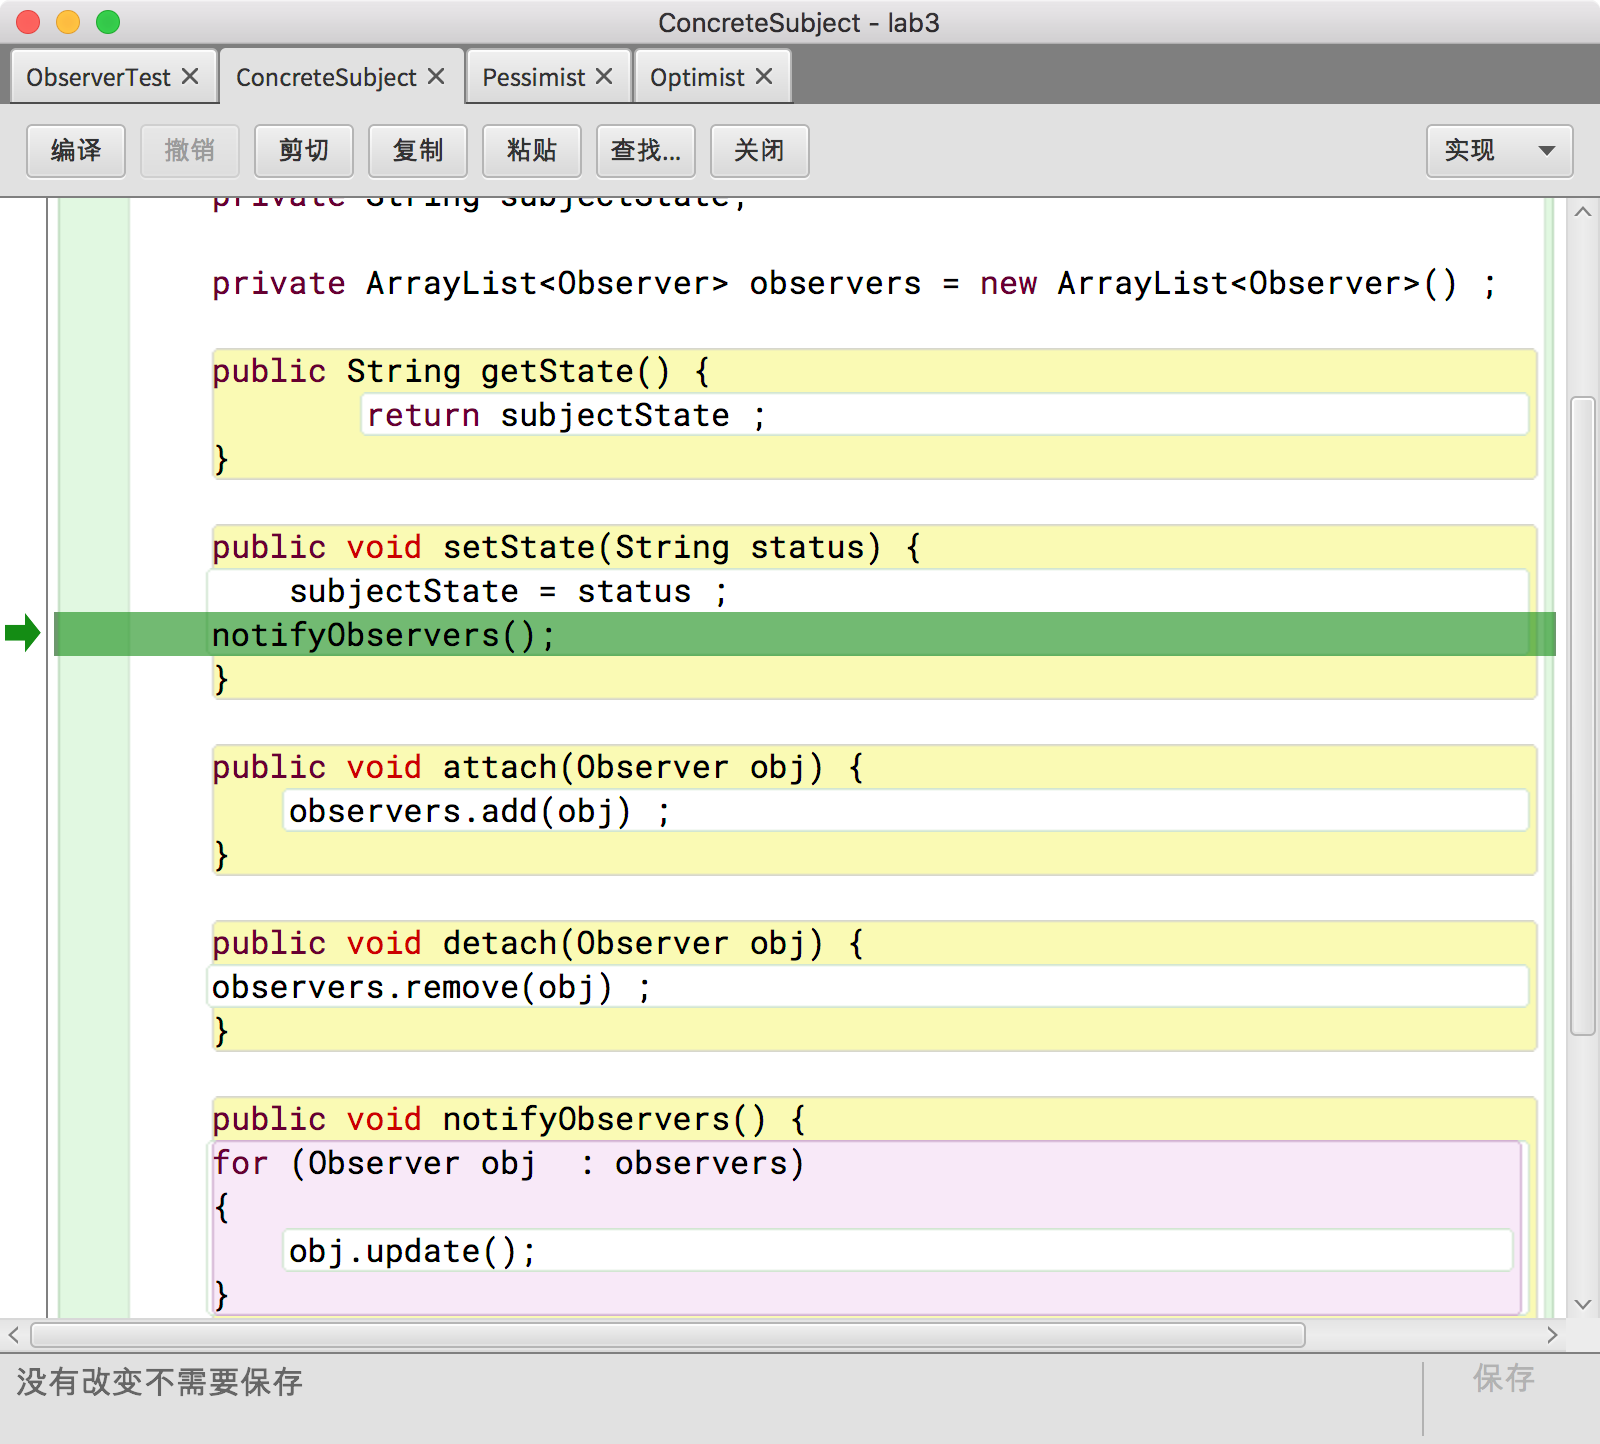 ConcreteSubject - lab3
ObserverTest ConcreteSubject Pessimist Optimist
编译 撤销 剪切 复制 粘贴 查找... 关闭 实现
private String subjectState;
private ArrayList<Observer> observers = new ArrayList<Observer>() ;
public String getState() {
return subjectState ;
}
public void setState(String status) {
subjectState = status ;
notifyObservers();
}
public void attach(Observer obj) {
observers.add(obj) ;
}
public void detach(Observer obj) {
observers.remove(obj) ;
}
public void notifyObservers() {
for (Observer obj  : observers)
{
obj.update();
}
没有改变不需要保存 保存